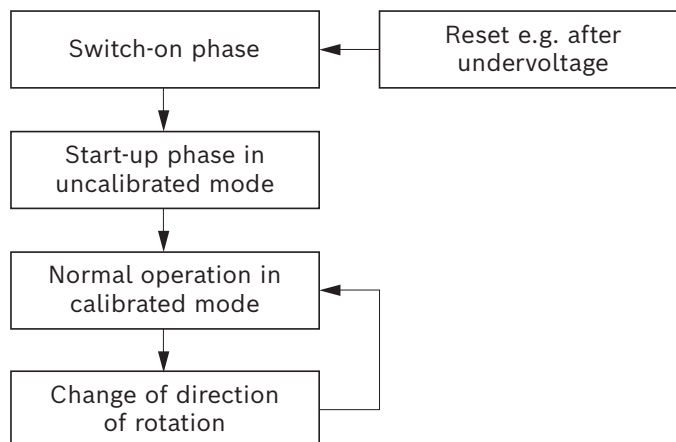 Switch-on phase
Reset e.g. after
undervoltage
Start-up phase in
uncalibrated mode
Normal operation in
calibrated mode
Change of direction
of rotation